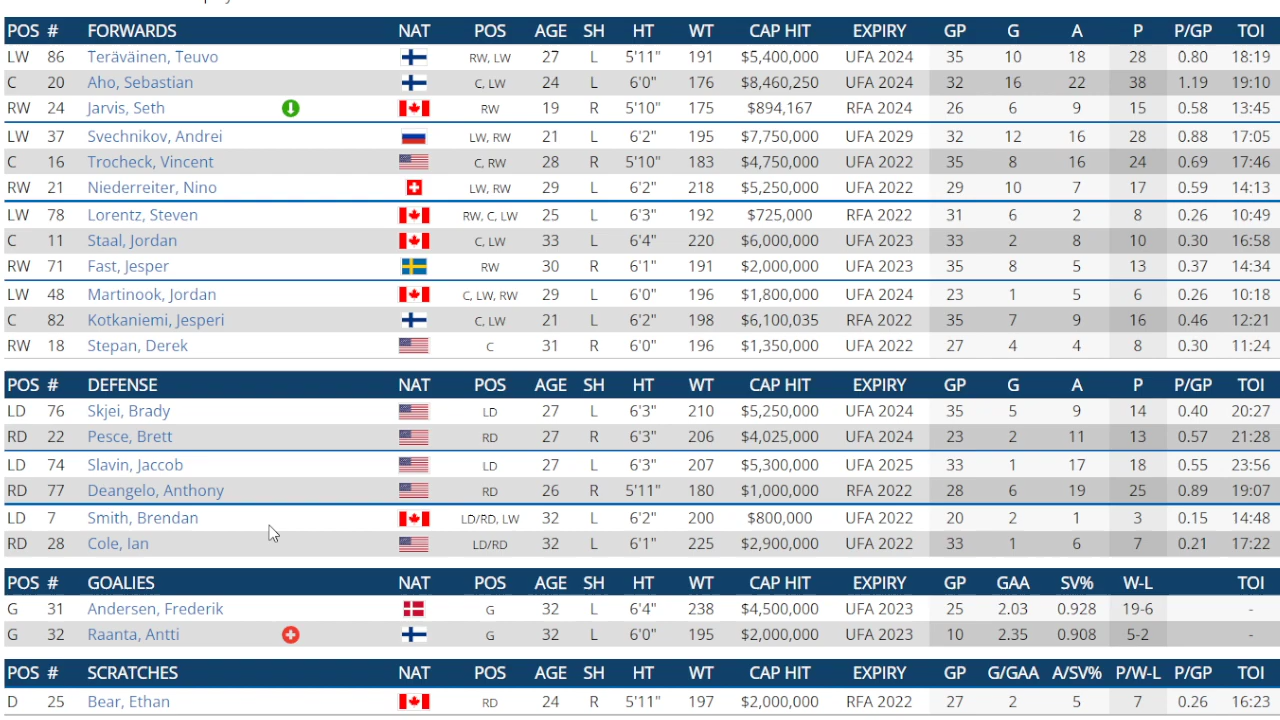 POS # FORWARDS NAT POS AGE SH HT WT CAP HIT EXPIRY GP G A P P/GP TOI
LW 86 Teräväinen, Teuvo RW, LW 27 L 5'11" 191 $5,400,000 UFA 2024 35 10 18 28 0.80 18:19
C 20 Aho, Sebastian C, LW 24 L 6'0" 176 $8,460,250 UFA 2024 32 16 22 38 1.19 19:10
RW 24 Jarvis, Seth RW 19 R 5'10" 175 $894,167 RFA 2024 26 6 9 15 0.58 13:45
LW 37 Svechnikov, Andrei LW, RW 21 L 6'2" 195 $7,750,000 UFA 2029 32 12 16 28 0.88 17:05
C 16 Trocheck, Vincent C, RW 28 R 5'10" 183 $4,750,000 UFA 2022 35 8 16 24 0.69 17:46
RW 21 Niederreiter, Nino LW, RW 29 L 6'2" 218 $5,250,000 UFA 2022 29 10 7 17 0.59 14:13
LW 78 Lorentz, Steven RW, C, LW 25 L 6'3" 192 $725,000 RFA 2022 31 6 2 8 0.26 10:49
C 11 Staal, Jordan C, LW 33 L 6'4" 220 $6,000,000 UFA 2023 33 2 8 10 0.30 16:58
RW 71 Fast, Jesper RW 30 R 6'1" 191 $2,000,000 UFA 2023 35 8 5 13 0.37 14:34
LW 48 Martinook, Jordan C, LW, RW 29 L 6'0" 196 $1,800,000 UFA 2024 23 1 5 6 0.26 10:18
C 82 Kotkaniemi, Jesperi C, LW 21 L 6'2" 198 $6,100,035 RFA 2022 35 7 9 16 0.46 12:21
RW 18 Stepan, Derek C 31 R 6'0" 196 $1,350,000 UFA 2022 27 4 4 8 0.30 11:24
POS # DEFENSE NAT POS AGE SH HT WT CAP HIT EXPIRY GP G A P P/GP TOI
LD 76 Skjei, Brady LD 27 L 6'3" 210 $5,250,000 UFA 2024 35 5 9 14 0.40 20:27
RD 22 Pesce, Brett RD 27 R 6'3" 206 $4,025,000 UFA 2024 23 2 11 13 0.57 21:28
LD 74 Slavin, Jaccob LD 27 L 6'3" 207 $5,300,000 UFA 2025 33 1 17 18 0.55 23:56
RD 77 Deangelo, Anthony RD 26 R 5'11" 180 $1,000,000 RFA 2022 28 6 19 25 0.89 19:07
LD 7 Smith, Brendan LD/RD, LW 32 L 6'2" 200 $800,000 UFA 2022 20 2 1 3 0.15 14:48
RD 28 Cole, Ian LD/RD 32 L 6'1" 225 $2,900,000 UFA 2022 33 1 6 7 0.21 17:22
POS # GOALIES NAT POS AGE SH HT WT CAP HIT EXPIRY GP GAA SV% W-L TOI
G 31 Andersen, Frederik G 32 L 6'4" 238 $4,500,000 UFA 2023 25 2.03 0.928 19-6 -
G 32 Raanta, Antti G 32 L 6'0" 195 $2,000,000 UFA 2023 10 2.35 0.908 5-2 -
POS # SCRATCHES NAT POS AGE SH HT WT CAP HIT EXPIRY GP G/GAA A/SV% P/W-L P/GP TOI
D 25 Bear, Ethan RD 24 R 5'11" 197 $2,000,000 RFA 2022 27 2 5 7 0.26 16:23